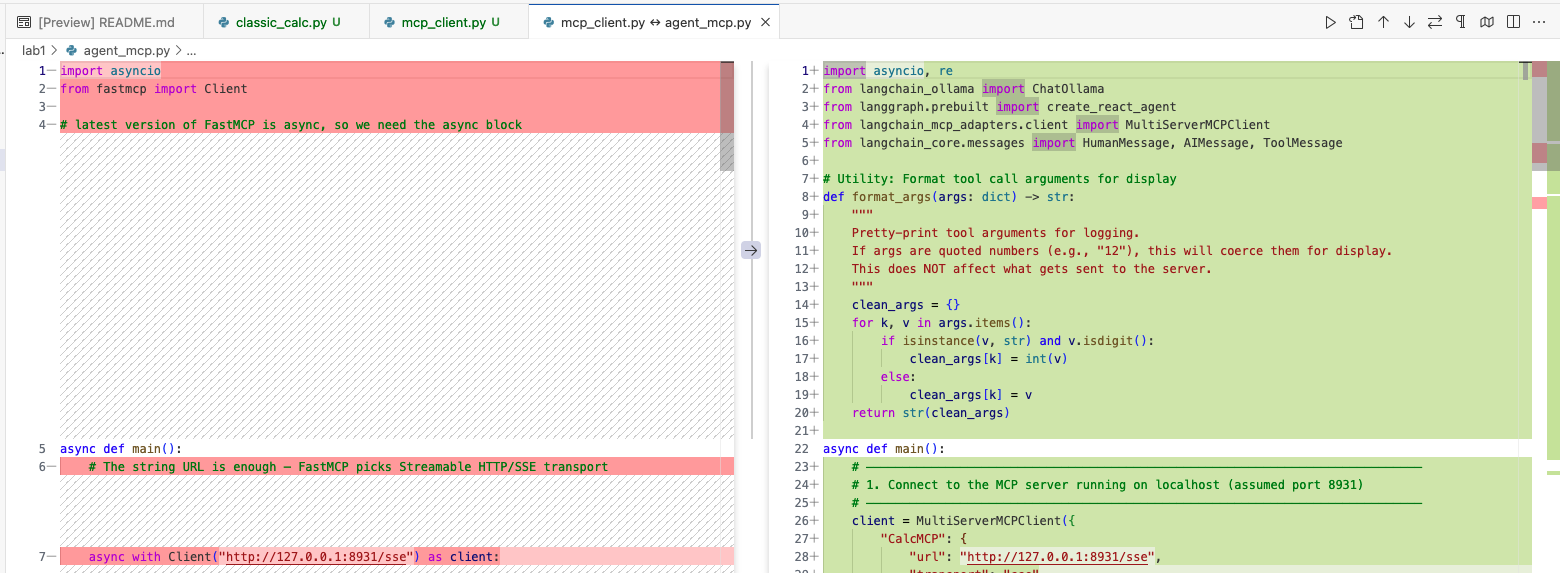 [Preview] README.md
classic_calc.py U
mcp_client.py U
mcp_client.py ↔ agent_mcp.py ×
lab1 > agent_mcp.py > ...
1− import asyncio
2− from fastmcp import Client
3−
4− # latest version of FastMCP is async, so we need the async block
5 async def main():
6− # The string URL is enough – FastMCP picks Streamable HTTP/SSE transport
7− async with Client("http://127.0.0.1:8931/sse") as client:
1+ import asyncio, re
2+ from langchain_ollama import ChatOllama
3+ from langgraph.prebuilt import create_react_agent
4+ from langchain_mcp_adapters.client import MultiServerMCPClient
5+ from langchain_core.messages import HumanMessage, AIMessage, ToolMessage
6+
7+ # Utility: Format tool call arguments for display
8+ def format_args(args: dict) -> str:
9+ """
10+ Pretty-print tool arguments for logging.
11+ If args are quoted numbers (e.g., "12"), this will coerce them for display.
12+ This does NOT affect what gets sent to the server.
13+ """
14+ clean_args = {}
15+ for k, v in args.items():
16+ if isinstance(v, str) and v.isdigit():
17+ clean_args[k] = int(v)
18+ else:
19+ clean_args[k] = v
20+ return str(clean_args)
21+
22 async def main():
23+ # ──────────────────────────────
24+ # 1. Connect to the MCP server running on localhost (assumed port 8931)
25+ # ──────────────────────────────
26+ client = MultiServerMCPClient({
27+ "CalcMCP": {
28+ "url": "http://127.0.0.1:8931/sse",